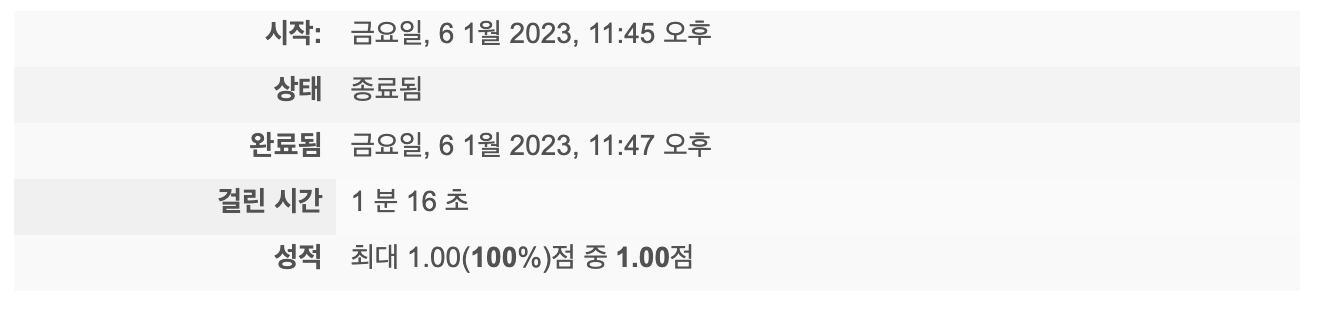 시작: 금요일, 6 1월 2023, 11:45 오후
상태 종료됨
완료됨 금요일, 6 1월 2023, 11:47 오후
걸린 시간 1 분 16 초
성적 최대 1.00(100%)점 중 1.00점